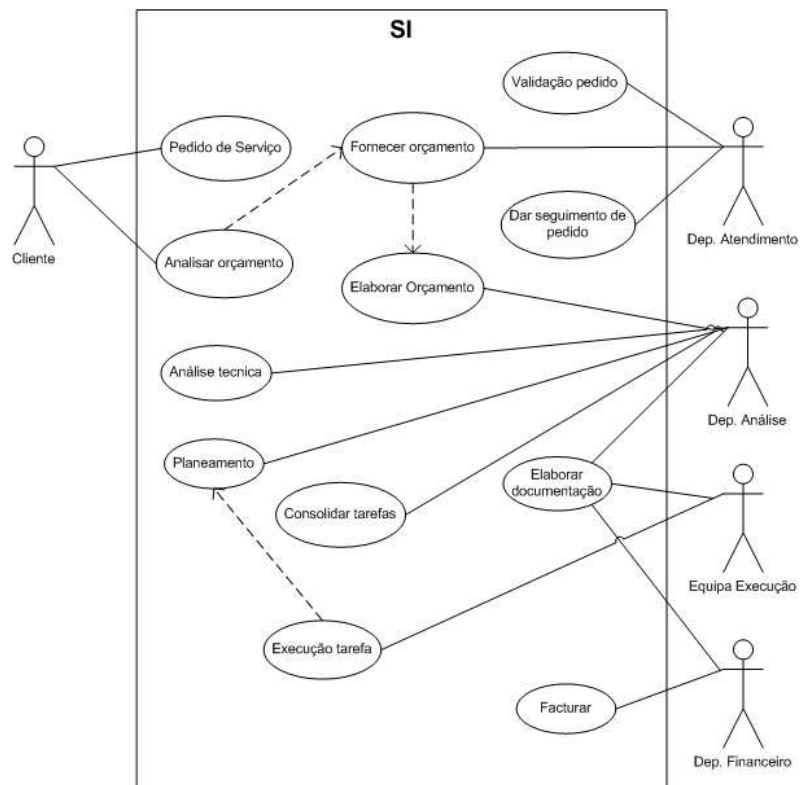 SI
Validação pedido
Pedido de Serviço
Fornecer orçamento
Dar seguimento de
pedido
Dep. Atendimento
Cliente
Analisar orçamento
Elaborar Orçamento
Análise tecnica
Dep. Análise
Planeamento
Elaborar
documentação
Consolidar tarefas
Equipa Execução
Execução tarefa
Facturar
Dep. Financeiro